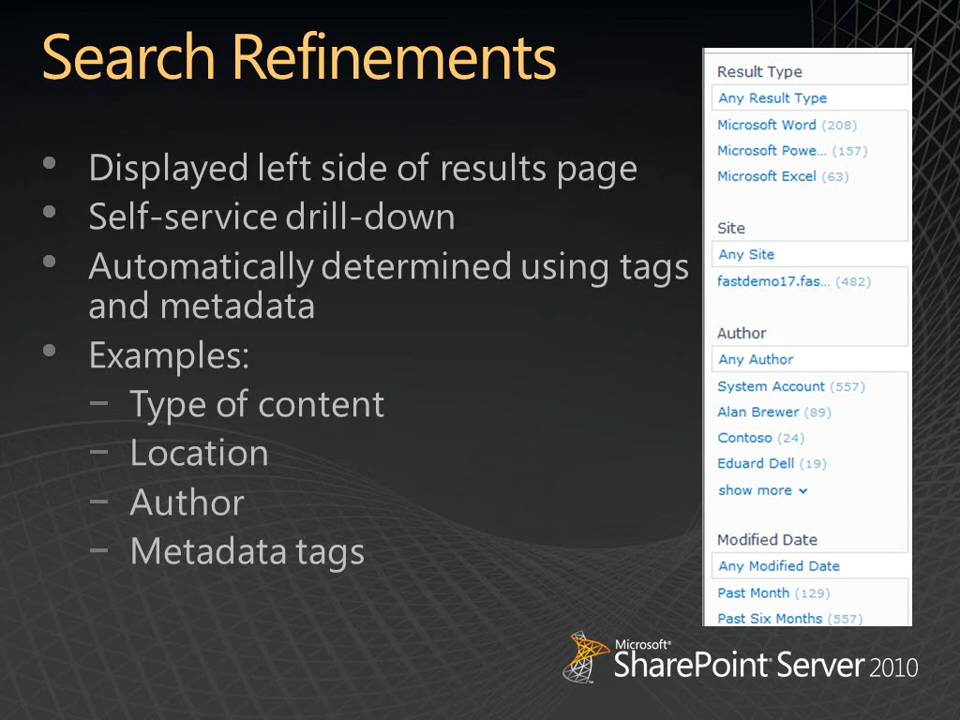 Search Refinements
• Displayed left side of results page
• Self-service drill-down
• Automatically determined using tags
and metadata
• Examples:
– Type of content
– Location
– Author
– Metadata tags
Result Type
Any Result Type
Microsoft Word (208)
Microsoft Powe... (157)
Microsoft Excel (63)
Site
Any Site
fastdemo17.fas... (482)
Author
Any Author
System Account (557)
Alan Brewer (89)
Contoso (24)
Eduard Dell (19)
show more
Modified Date
Any Modified Date
Past Month (129)
Past Six Months (557)
Microsoft®
SharePoint® Server 2010